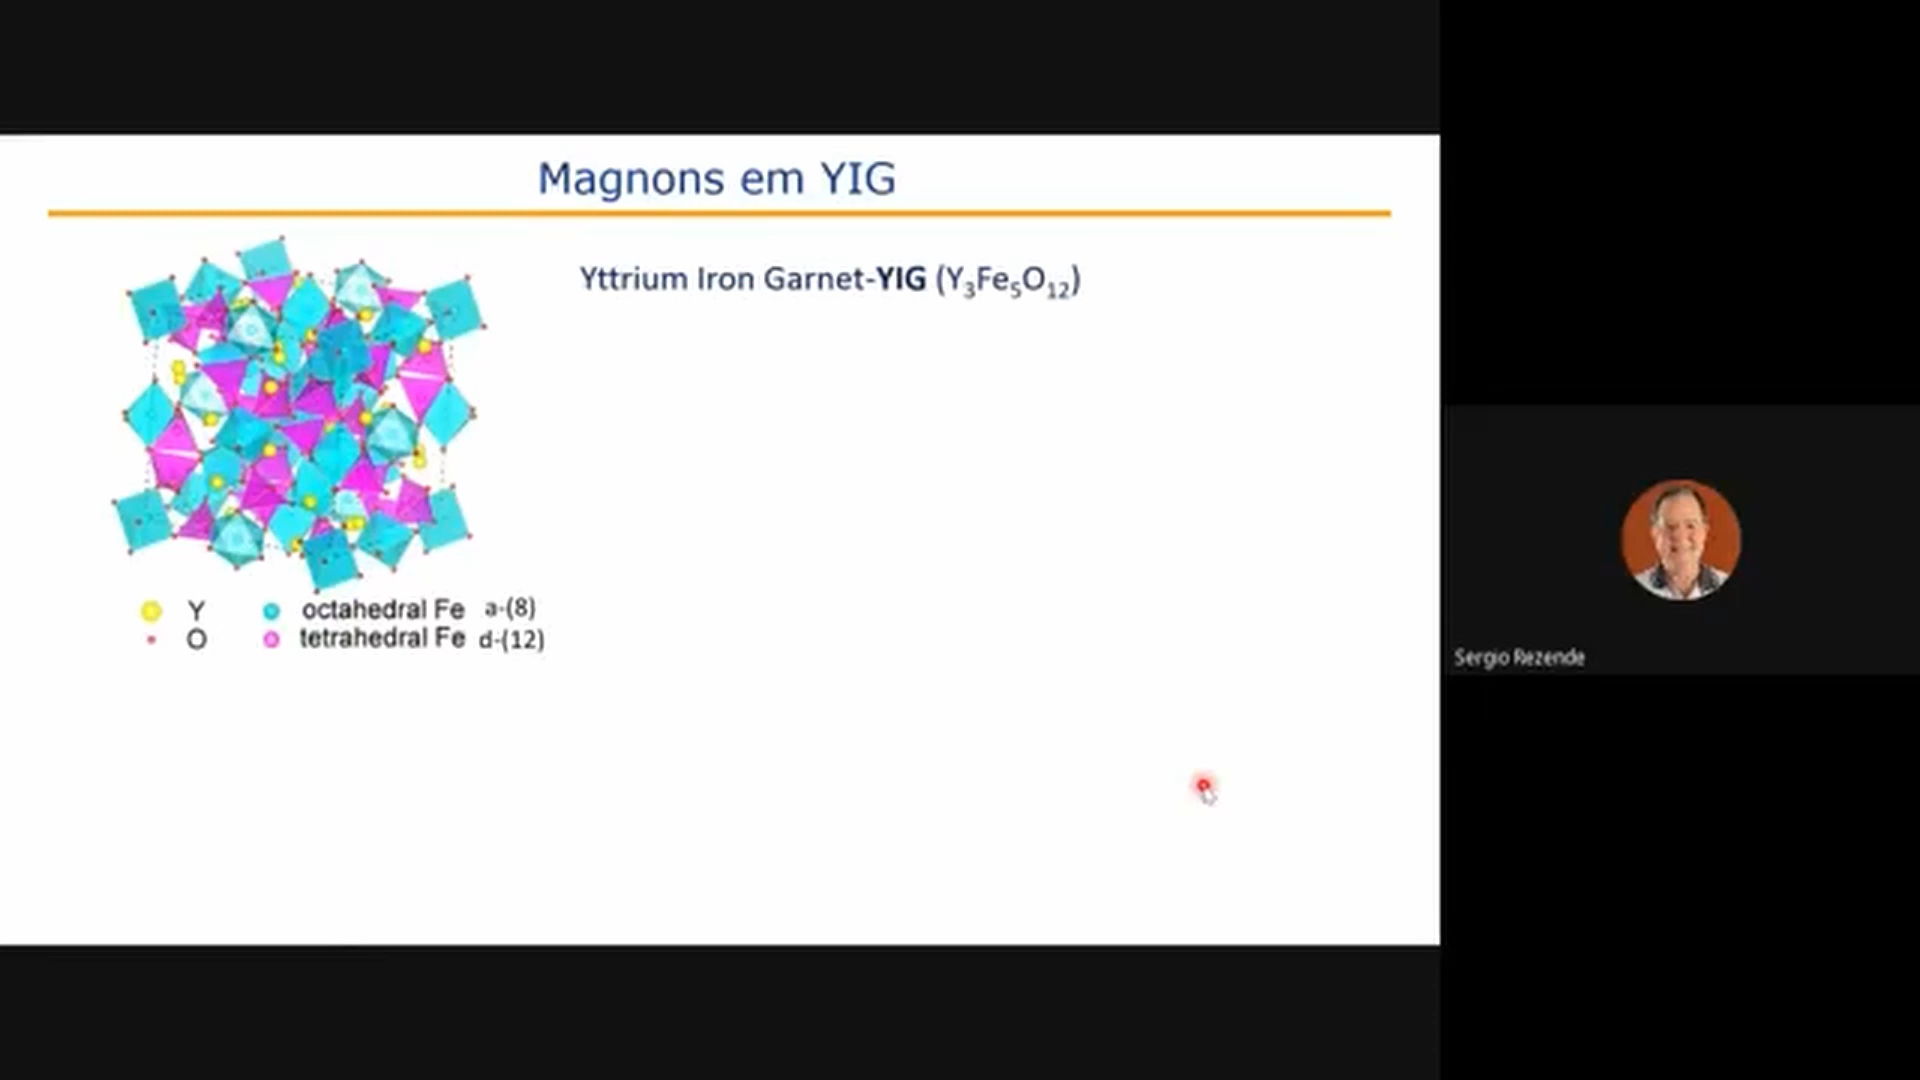 Magnons em YIG
Yttrium Iron Garnet-YIG (Y₃Fe₅O₁₂)
Y octahedral Fe a-(8)
O tetrahedral Fe d-(12)
Sergio Rezende